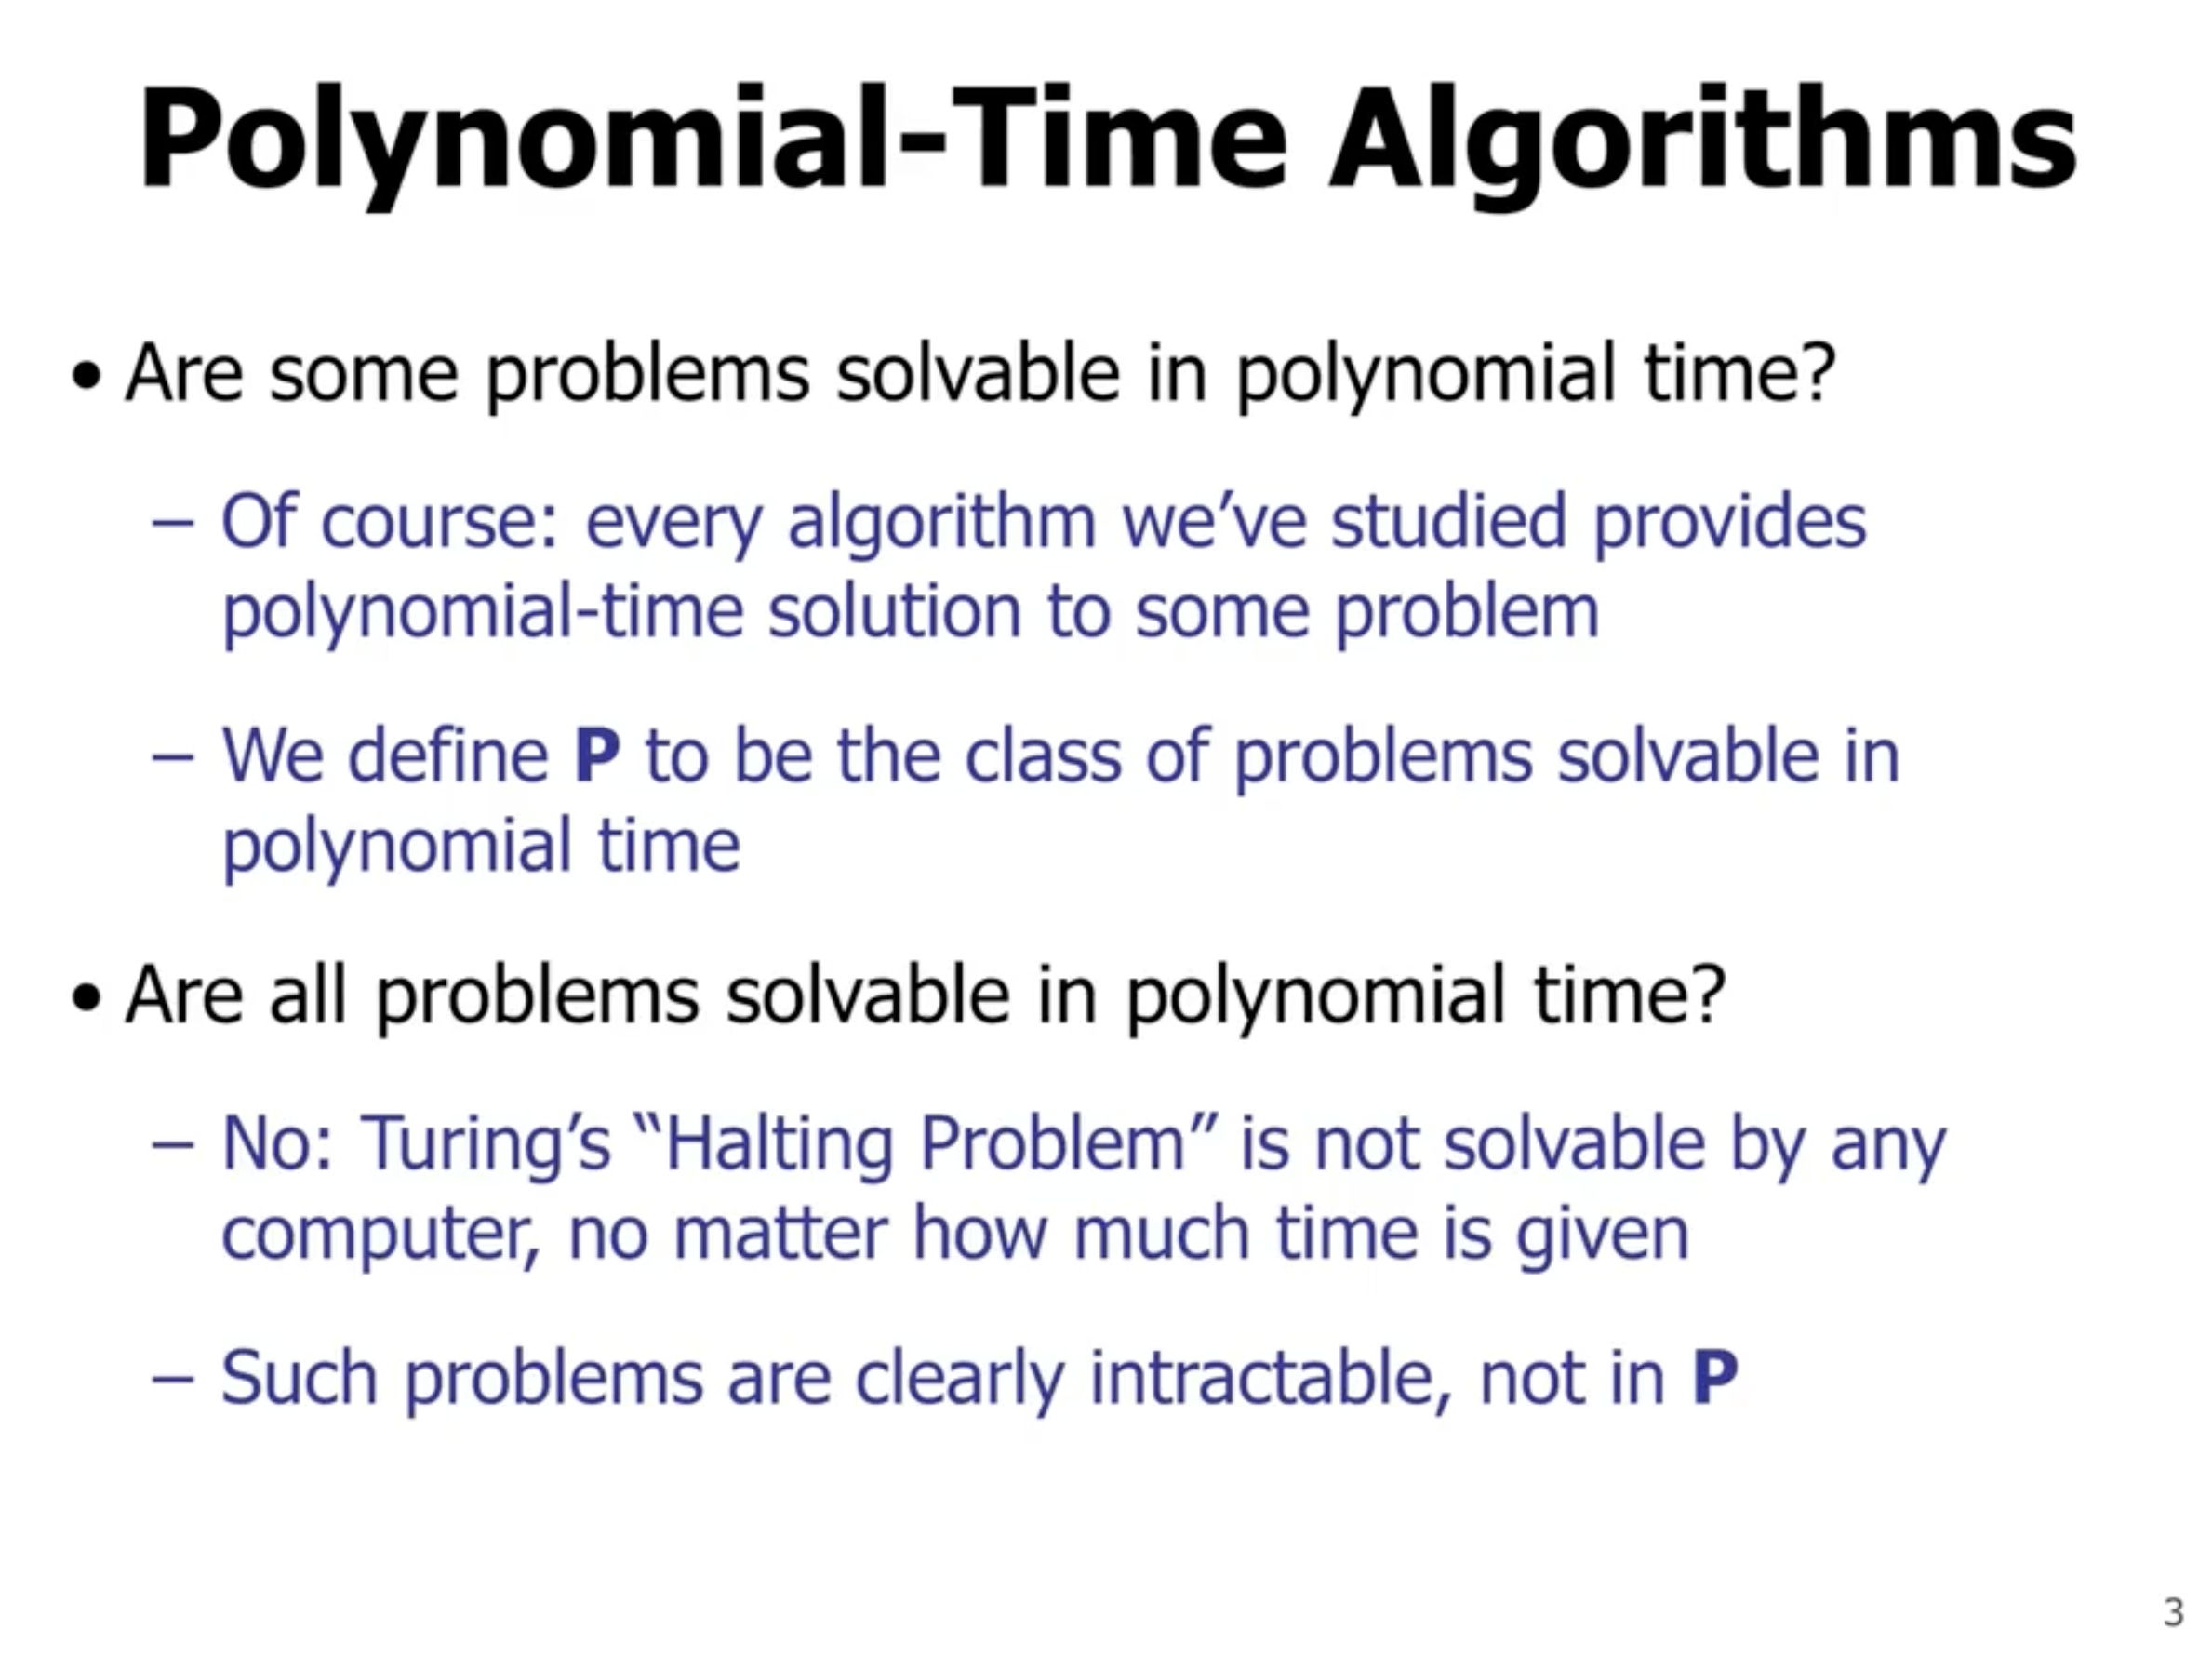 Polynomial-Time Algorithms
• Are some problems solvable in polynomial time?
– Of course: every algorithm we’ve studied provides
polynomial-time solution to some problem
– We define P to be the class of problems solvable in
polynomial time
• Are all problems solvable in polynomial time?
– No: Turing’s “Halting Problem” is not solvable by any
computer, no matter how much time is given
– Such problems are clearly intractable, not in P
3